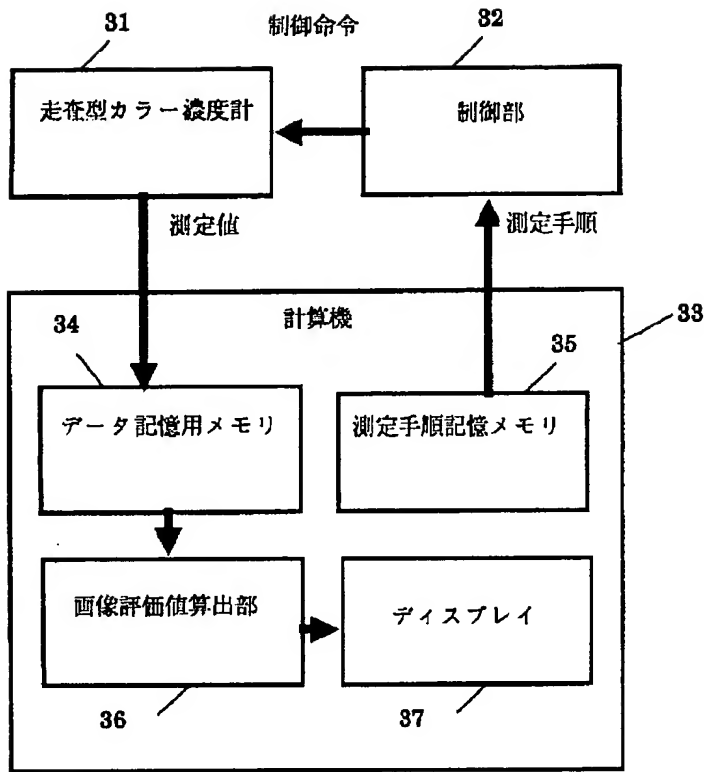 31
制御命令
32
走査型カラー濃度計
制御部
測定値
測定手順
計算機
33
34
35
データ記憶用メモリ
測定手順記憶メモリ
画像評価値算出部
ディスプレイ
36
37